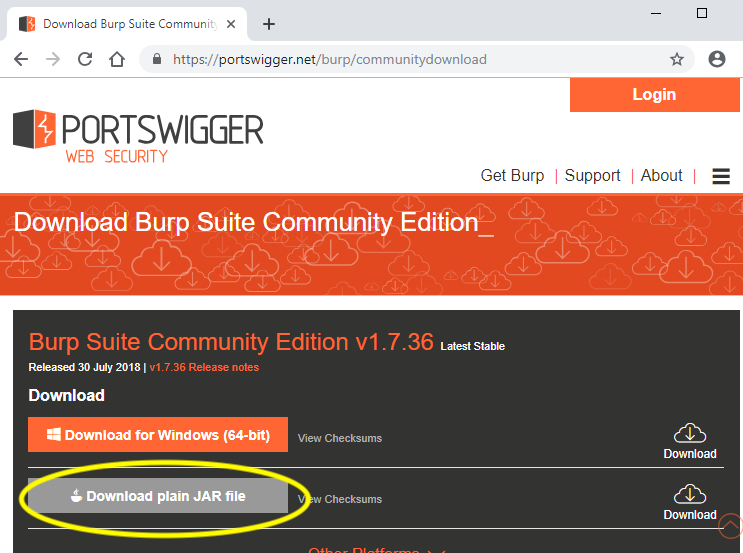 Download Burp Suite Community
https://portswigger.net/burp/communitydownload
Login
PORTSWIGGER
WEB SECURITY
Get Burp | Support | About |
Download Burp Suite Community Edition_
Burp Suite Community Edition v1.7.36 Latest Stable
Released 30 July 2018 | v1.7.36 Release notes
Download
Download for Windows (64-bit) View Checksums
Download
Download plain JAR file View Checksums
Download
Other Platforms